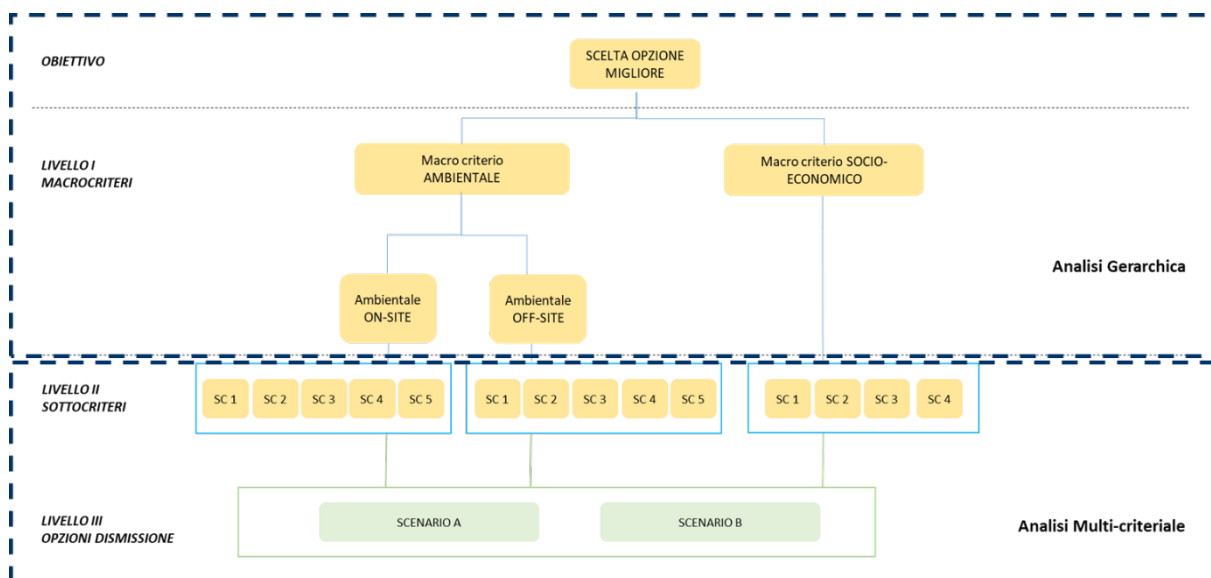 OBIETTIVO
SCELTA OPZIONE
MIGLIORE
LIVELLO I
MACROCRITERI
Macro criterio
AMBIENTALE
Macro criterio SOCIO-
ECONOMICO
Analisi Gerarchica
Ambientale
ON-SITE
Ambientale
OFF-SITE
LIVELLO II
SOTTOCRITERI
SC 1 SC 2 SC 3 SC 4 SC 5 SC 1 SC 2 SC 3 SC 4 SC 5 SC 1 SC 2 SC 3 SC 4
LIVELLO III
OPZIONI DISMISSIONE
SCENARIO A SCENARIO B
Analisi Multi-criteriale